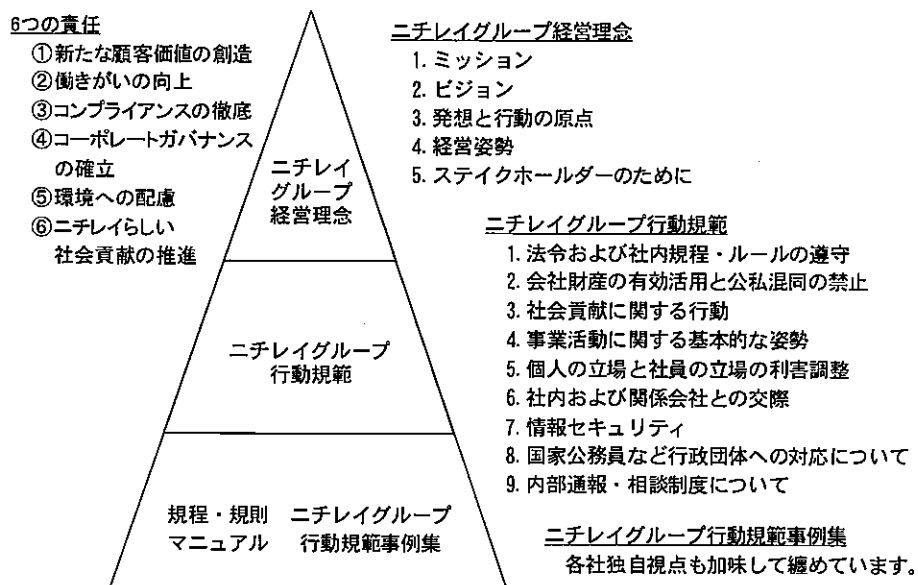 6つの責任
①新たな顧客価値の創造
②働きがいの向上
③コンプライアンスの徹底
④コーポレートガバナンス
の確立
⑤環境への配慮
⑥ニチレイらしい
社会貢献の推進
ニチレイ
グループ
経営理念
ニチレイグループ
行動規範
規程・規則
マニュアル
ニチレイグループ
行動規範事例集
ニチレイグループ経営理念
1. ミッション
2. ビジョン
3. 発想と行動の原点
4. 経営姿勢
5. ステイクホールダーのために
ニチレイグループ行動規範
1. 法令および社内規程・ルールの遵守
2. 会社財産の有効活用と公私混同の禁止
3. 社会貢献に関する行動
4. 事業活動に関する基本的な姿勢
5. 個人の立場と社員の立場の利害調整
6. 社内および関係会社との交際
7. 情報セキュリティ
8. 国家公務員など行政団体への対応について
9. 内部通報・相談制度について
ニチレイグループ行動規範事例集
各社独自視点も加味して纏めています。